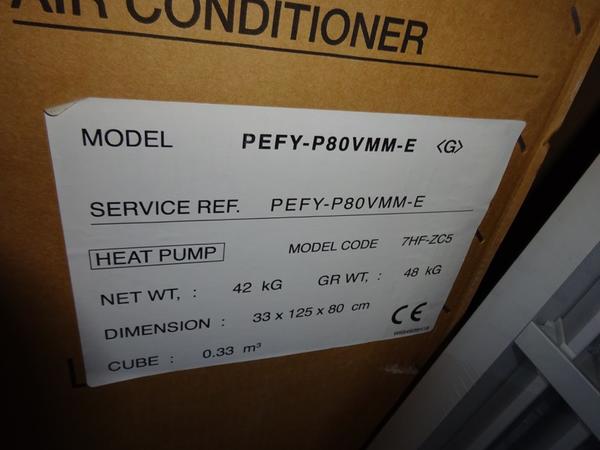 AIR CONDITIONER
MODEL PEFY-P80VMM-E <G>
SERVICE REF. PEFY-P80VMM-E
HEAT PUMP MODEL CODE 7HF-ZC5
NET WT, : 42 kG GR WT, : 48 kG
DIMENSION : 33 x 125 x 80 cm
CUBE : 0.33 m³
CE